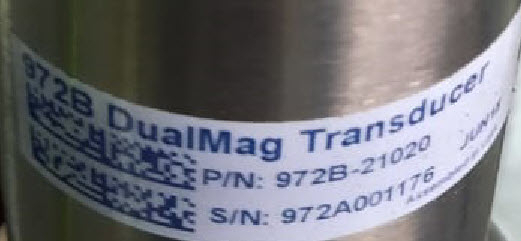 972B DualMag Transducer
P/N: 972B-21020
S/N: 972A001176